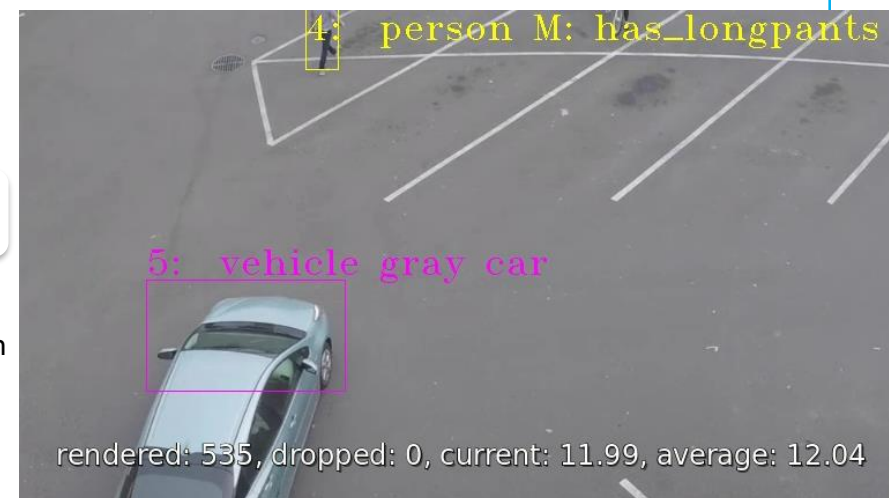 4: person M: has_longpants
5: vehicle gray car
n
rendered: 535, dropped: 0, current: 11.99, average: 12.04